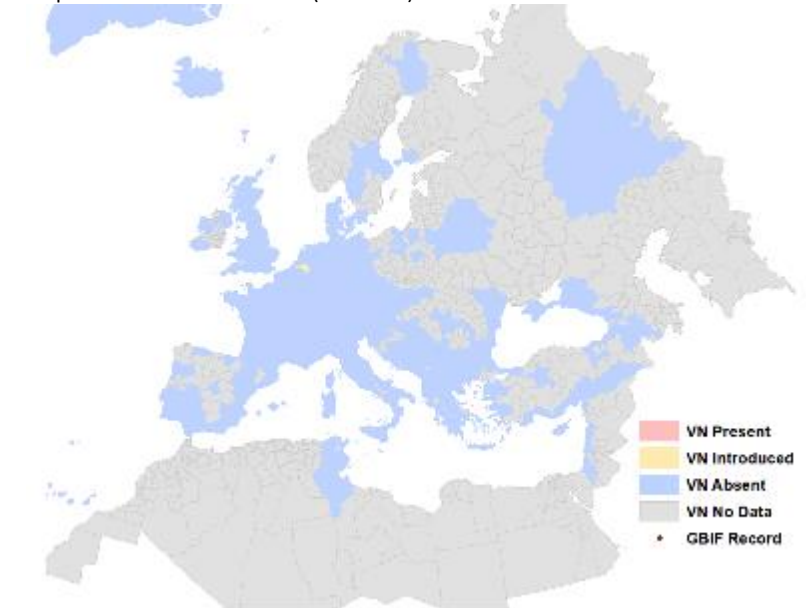 VN Present
VN Introduced
VN Absent
VN No Data
GBIF Record